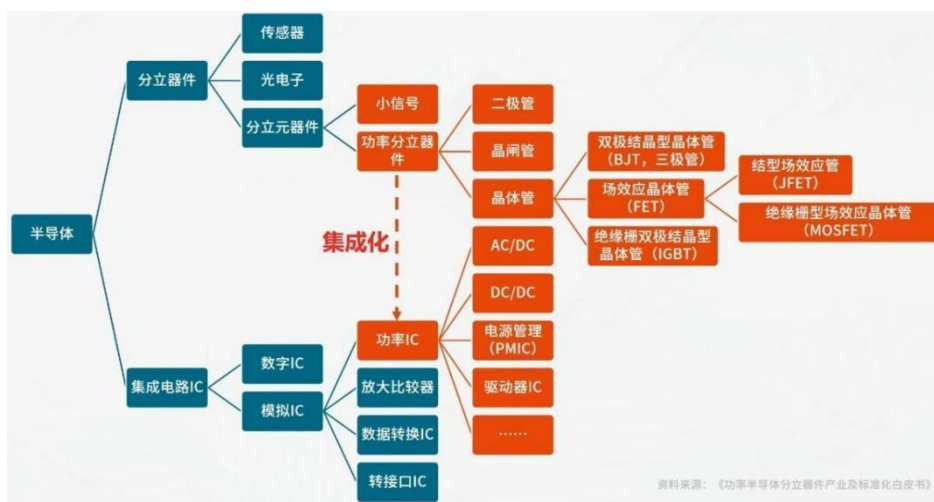 传感器
分立器件
光电子
分立元器件
小信号
功率分立器
件
二极管
晶闸管
晶体管
双极结晶型晶体管
(BJT，三极管)
场效应晶体管
(FET)
绝缘栅双极结晶型
晶体管（IGBT）
结型场效应管
(JFET)
绝缘栅型场效应晶体管
(MOSFET)
半导体
集成化
AC/DC
DC/DC
电源管理
(PMIC)
驱动器IC
……
功率IC
集成电路IC
数字IC
模拟IC
放大比较器
数据转换IC
转接口IC
资料来源：《功率半导体分立器件产业及标准化白皮书》